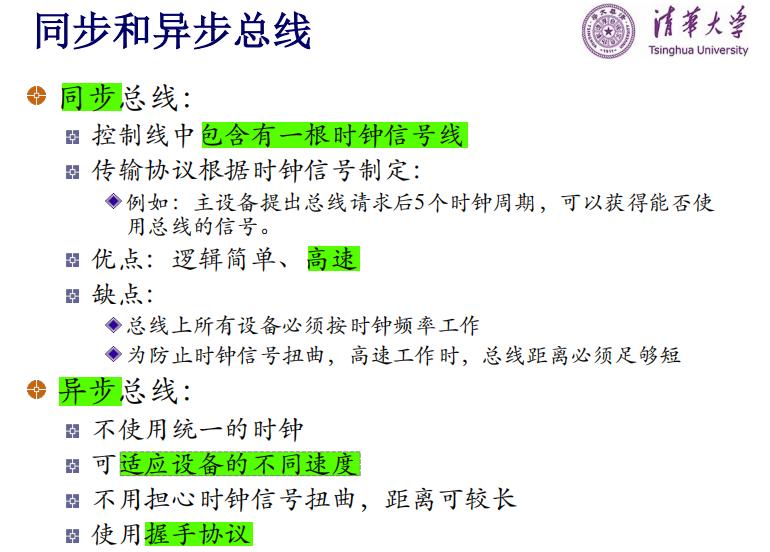 同步和异步总线
清华大学
Tsinghua University
同步总线：
控制线中包含有一根时钟信号线
传输协议根据时钟信号制定：
例如：主设备提出总线请求后5个时钟周期，可以获得能否使
用总线的信号。
优点：逻辑简单、高速
缺点：
总线上所有设备必须按时钟频率工作
为防止时钟信号扭曲，高速工作时，总线距离必须足够短
异步总线：
不使用统一的时钟
可适应设备的不同速度
不用担心时钟信号扭曲，距离可较长
使用握手协议